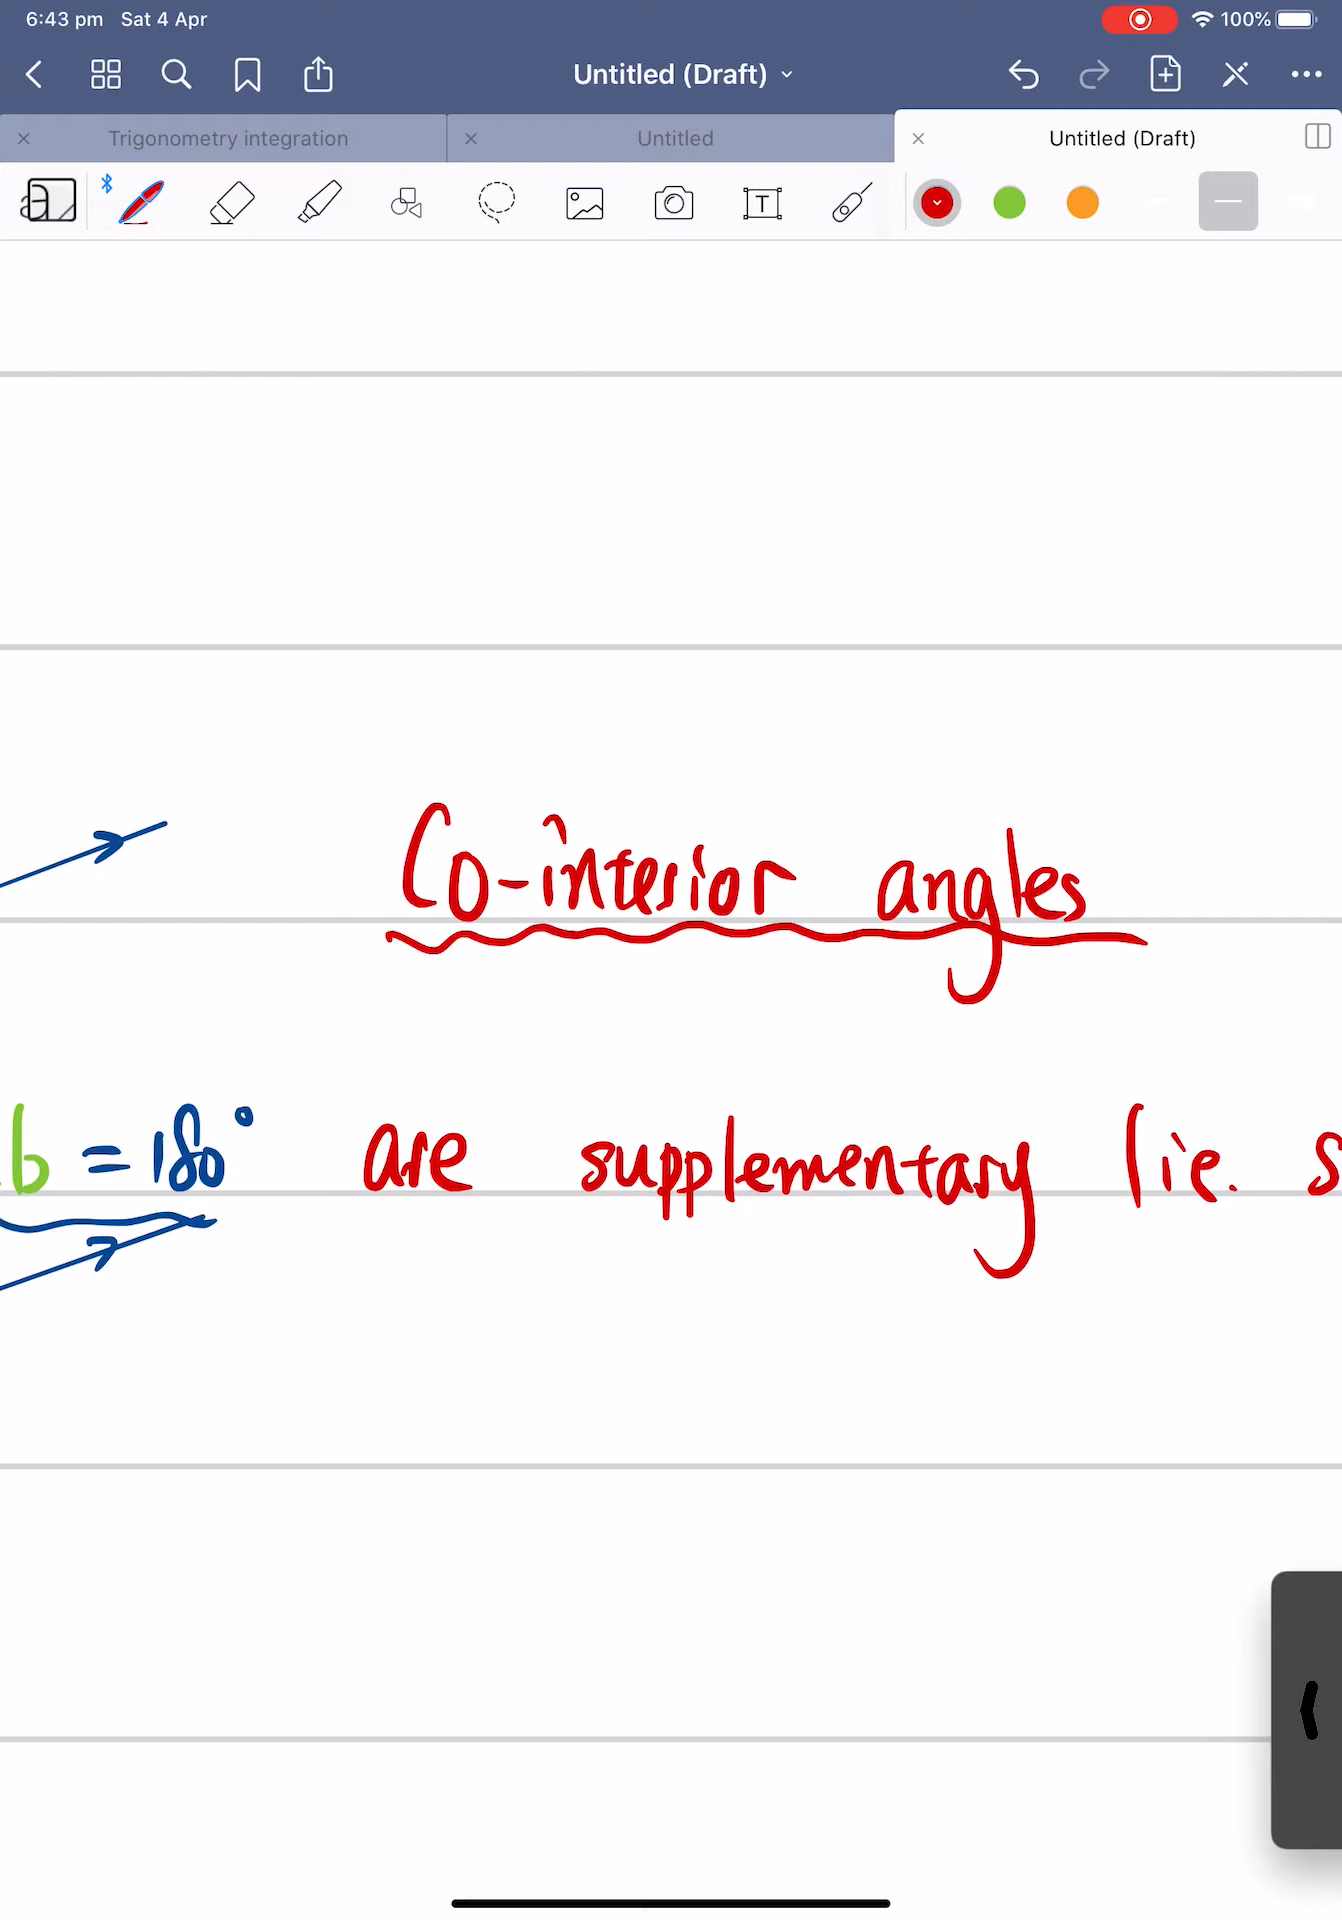 6:43 pm Sat 4 Apr 100%
Untitled (Draft)
Trigonometry integration Untitled Untitled (Draft)
T
Co-interior angles
b = 180° are supplementary (ie. s